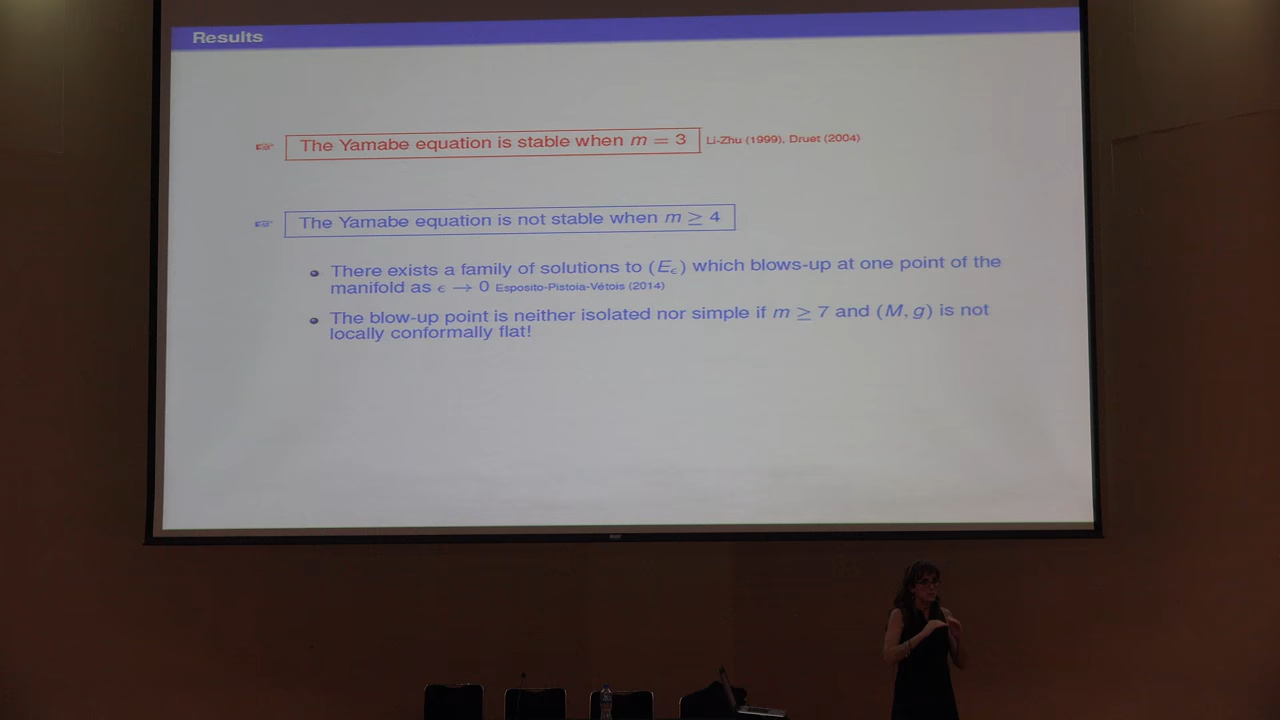 Results
The Yamabe equation is stable when m = 3 Li-Zhu (1999), Druet (2004)
The Yamabe equation is not stable when m ≥ 4
There exists a family of solutions to (Eϵ) which blows-up at one point of the
manifold as ϵ → 0 Esposito-Pistoia-Vétois (2014)
The blow-up point is neither isolated nor simple if m ≥ 7 and (M, g) is not
locally conformally flat!